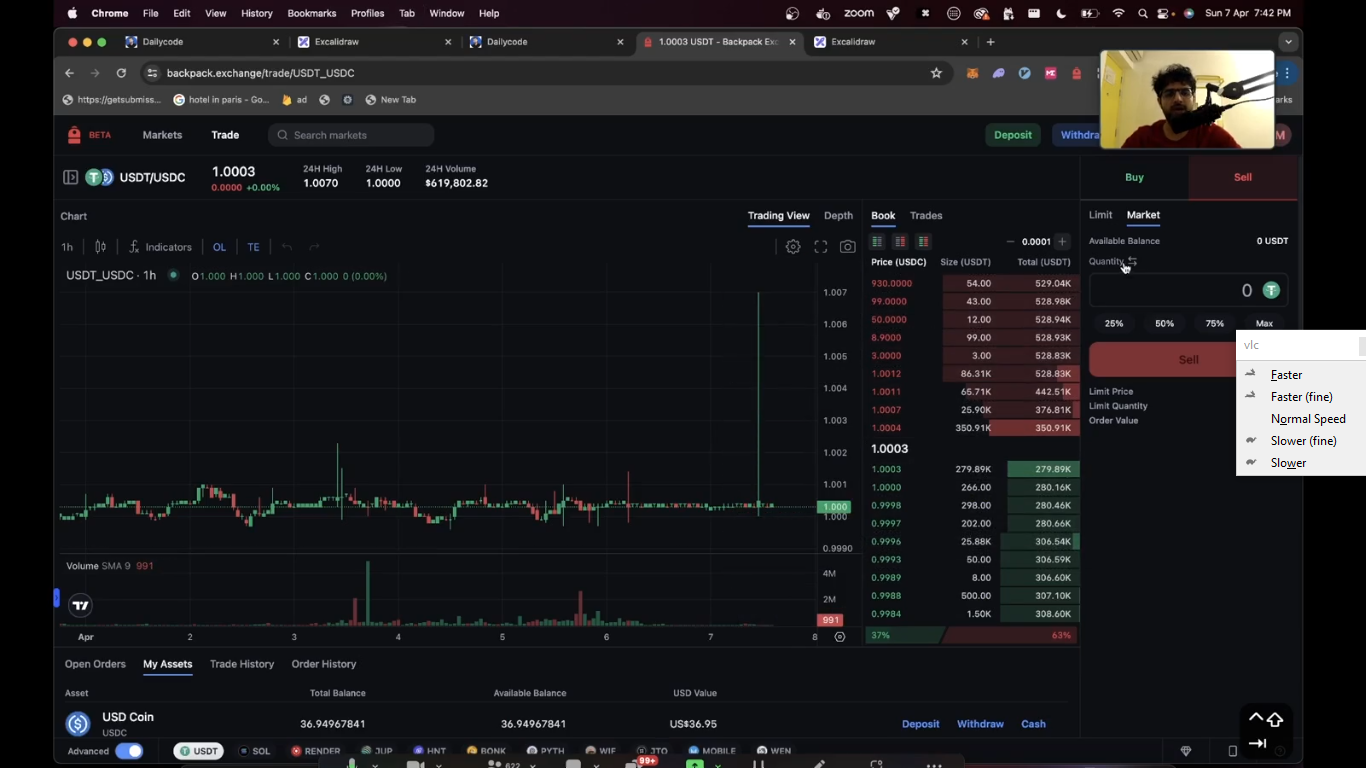 Chrome File Edit View History Bookmarks Profiles Tab Window Help zoom Sun 7 Apr 7:42 PM
Dailycode Excalidraw Dailycode 1.0003 USDT - Backpack Exc Excalidraw
backpack.exchange/trade/USDT_USDC
https://getsubmiss... hotel in paris - Go... ad New Tab
BETA Markets Trade Search markets Deposit Withdra M
USDT/USDC 1.0003 0.0000 +0.00%
24H High 24H Low 24H Volume
1.0070 1.0000 $619,802.82
Buy Sell
Chart Trading View Depth Book Trades Limit Market
1h Indicators OL TE 0.0001
Available Balance 0 USDT
USDT_USDC · 1h O1.000 H1.000 L1.000 C1.000 0 (0.00%)
Price (USDC) Size (USDT) Total (USDT)
Quantity
0
930.0000 54.00 529.04K
99.0000 43.00 528.98K
50.0000 12.00 528.94K
8.9000 99.00 528.93K
3.0000 3.00 528.83K
1.0012 86.31K 528.83K
1.0011 65.71K 442.51K
1.0007 25.90K 376.81K
1.0004 350.91K 350.91K
1.0003
1.0003 279.89K 279.89K
1.0000 266.00 280.16K
0.9998 298.00 280.46K
0.9997 202.00 280.66K
0.9996 25.88K 306.54K
0.9993 50.00 306.59K
0.9989 8.00 306.60K
0.9988 500.00 307.10K
0.9984 1.50K 308.60K
37% 63%
1.007
1.006
1.005
1.004
1.003
1.002
1.001
1.000
1.000
0.9990
Volume SMA 9 991
4M
2M
991
Apr 2 3 4 5 6 7 8
25% 50% 75% Max
Sell
Limit Price
Limit Quantity
Order Value
vlc
Faster
Faster (fine)
Normal Speed
Slower (fine)
Slower
Open Orders My Assets Trade History Order History
Asset Total Balance Available Balance USD Value
USD Coin
USDC
36.94967841 36.94967841 US$36.95 Deposit Withdraw Cash
Advanced USDT SOL RENDER JUP HNT BONK PYTH WIF JTO MOBILE WEN
622 99+